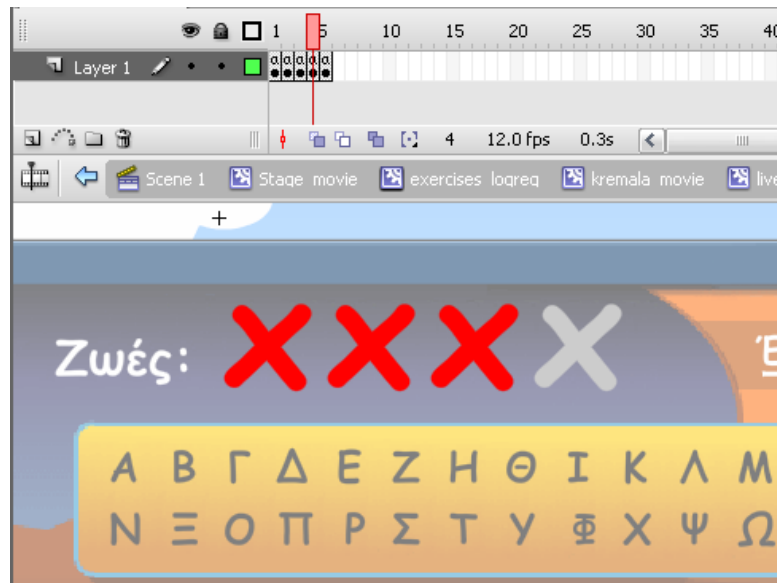 1 5 10 15 20 25 30 35 40
Layer 1
4 12.0 fps 0.3s
Scene 1 Stage movie exercises logreg kremala movie live
Ζωές: Έ
Α Β Γ Δ Ε Ζ Η Θ Ι Κ Λ Μ
Ν Ξ Ο Π Ρ Σ Τ Υ Φ Χ Ψ Ω